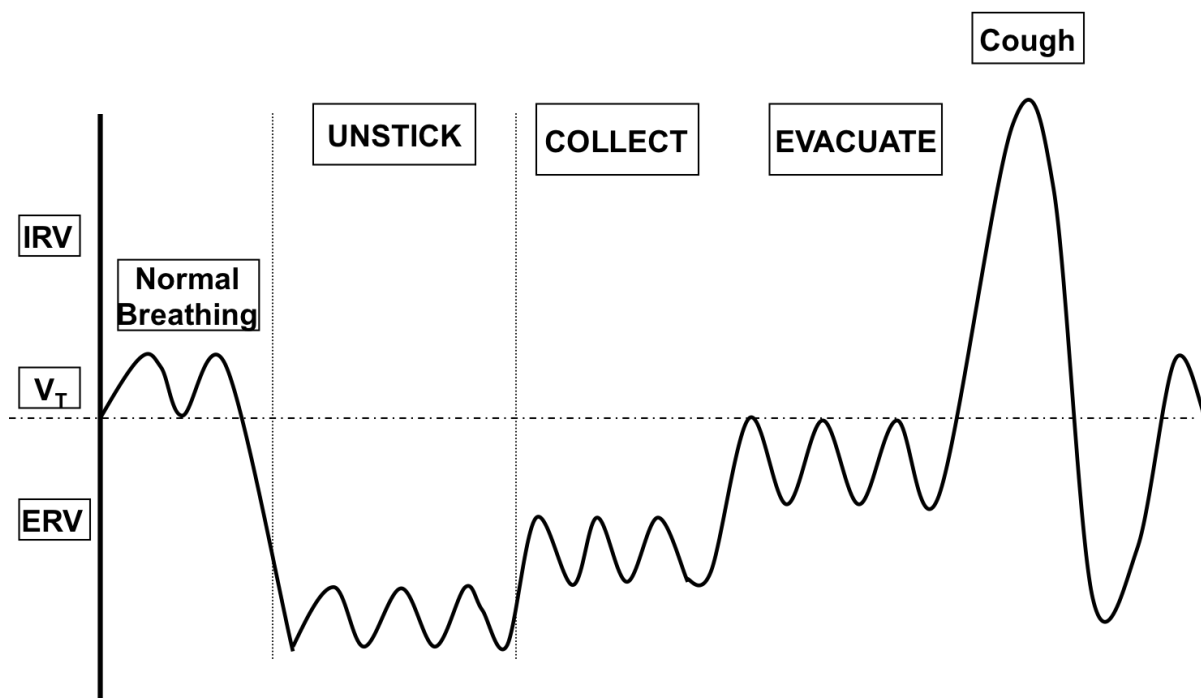 Cough
UNSTICK
COLLECT
EVACUATE
IRV
Normal
Breathing
VT
ERV